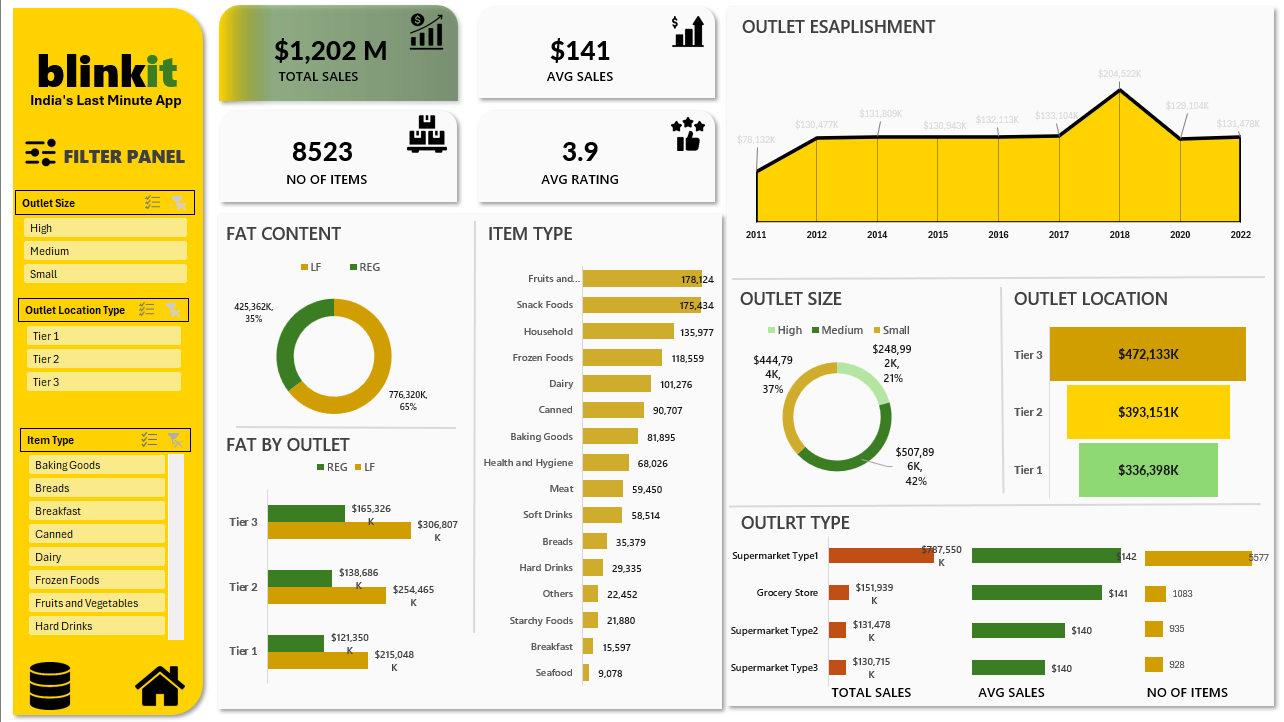 blinkit
India's Last Minute App
FILTER PANEL
Outlet Size
High
Medium
Small
Outlet Location Type
Tier 1
Tier 2
Tier 3
Item Type
Baking Goods
Breads
Breakfast
Canned
Dairy
Frozen Foods
Fruits and Vegetables
Hard Drinks
$1,202 M
TOTAL SALES
$141
AVG SALES
8523
NO OF ITEMS
3.9
AVG RATING
FAT CONTENT
LF REG
425,362K,
35%
776,320K,
65%
FAT BY OUTLET
REG LF
Tier 3
$165,326
K
$306,807
K
Tier 2
$138,686
K
$254,465
K
Tier 1
$121,350
K
$215,048
K
ITEM TYPE
Fruits and... 178,124
Snack Foods 175,434
Household 135,977
Frozen Foods 118,559
Dairy 101,276
Canned 90,707
Baking Goods 81,895
Health and Hygiene 68,026
Meat 59,450
Soft Drinks 58,514
Breads 35,379
Hard Drinks 29,335
Others 22,452
Starchy Foods 21,880
Breakfast 15,597
Seafood 9,078
OUTLET ESAPLISHMENT
$78,132K $130,477K $131,809K $130,943K $132,113K $133,104K $204,522K $129,104K $131,478K
2011 2012 2014 2015 2016 2017 2018 2020 2022
OUTLET SIZE
High Medium Small
$444,79
4K,
37%
$248,99
2K,
21%
$507,89
6K,
42%
OUTLET LOCATION
Tier 3 $472,133K
Tier 2 $393,151K
Tier 1 $336,398K
OUTLRT TYPE
Supermarket Type1 $787,550
K
$142 5577
Grocery Store $151,939
K
$141 1083
Supermarket Type2 $131,478
K
$140 935
Supermarket Type3 $130,715
K
$140 928
TOTAL SALES AVG SALES NO OF ITEMS